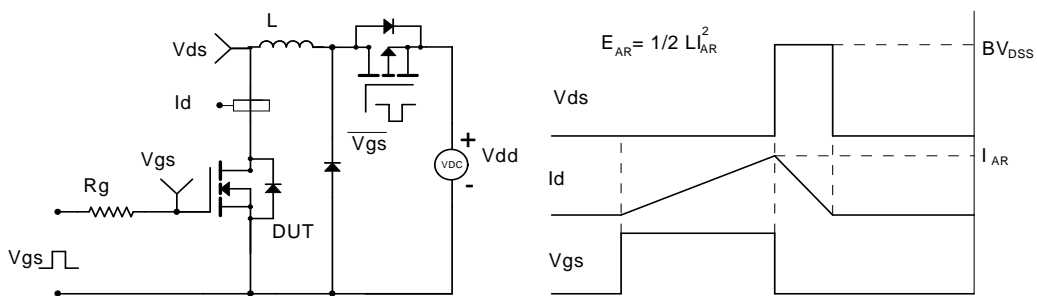 L
Vds
Id
Vgs
Vgs
+
VDC
Vdd
-
Rg
DUT
Vgs
E_AR = 1/2 LI_AR^2
BV_DSS
Vds
I_AR
Id
Vgs